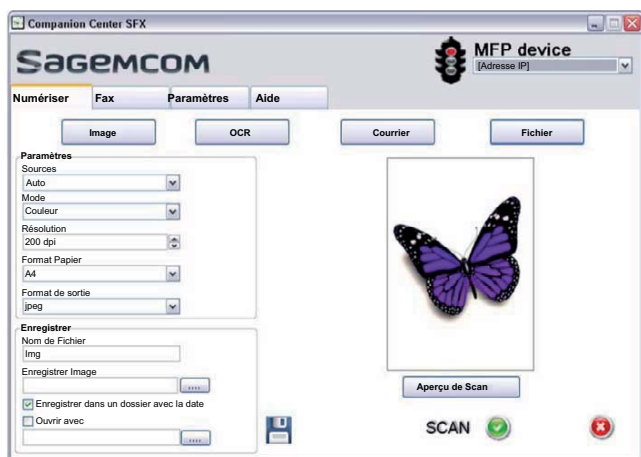 Companion Center SFX
Sagemcom
MFP device
[Adresse IP]
Numériser Fax Paramètres Aide
Image OCR Courrier Fichier
Paramètres
Sources
Auto
Mode
Couleur
Résolution
200 dpi
Format Papier
A4
Format de sortie
jpeg
Enregistrer
Nom de Fichier
Img
Enregistrer Image
....
Enregistrer dans un dossier avec la date
Ouvrir avec
....
Aperçu de Scan
SCAN